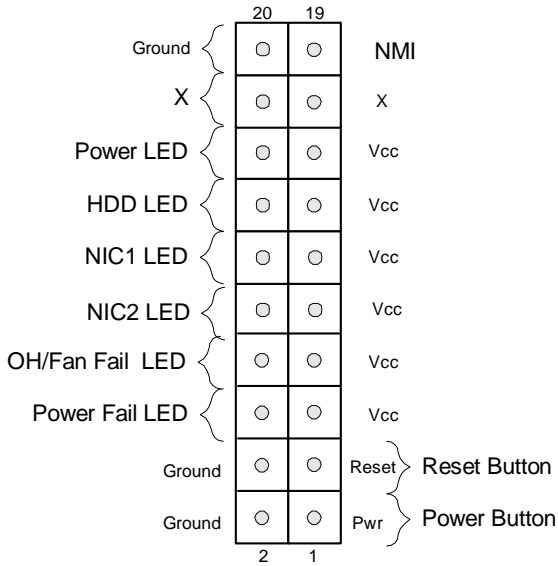 20 19
Ground NMI
X X
Power LED Vcc
HDD LED Vcc
NIC1 LED Vcc
NIC2 LED Vcc
OH/Fan Fail LED Vcc
Power Fail LED Vcc
Ground Reset Reset Button
Ground Pwr Power Button
2 1